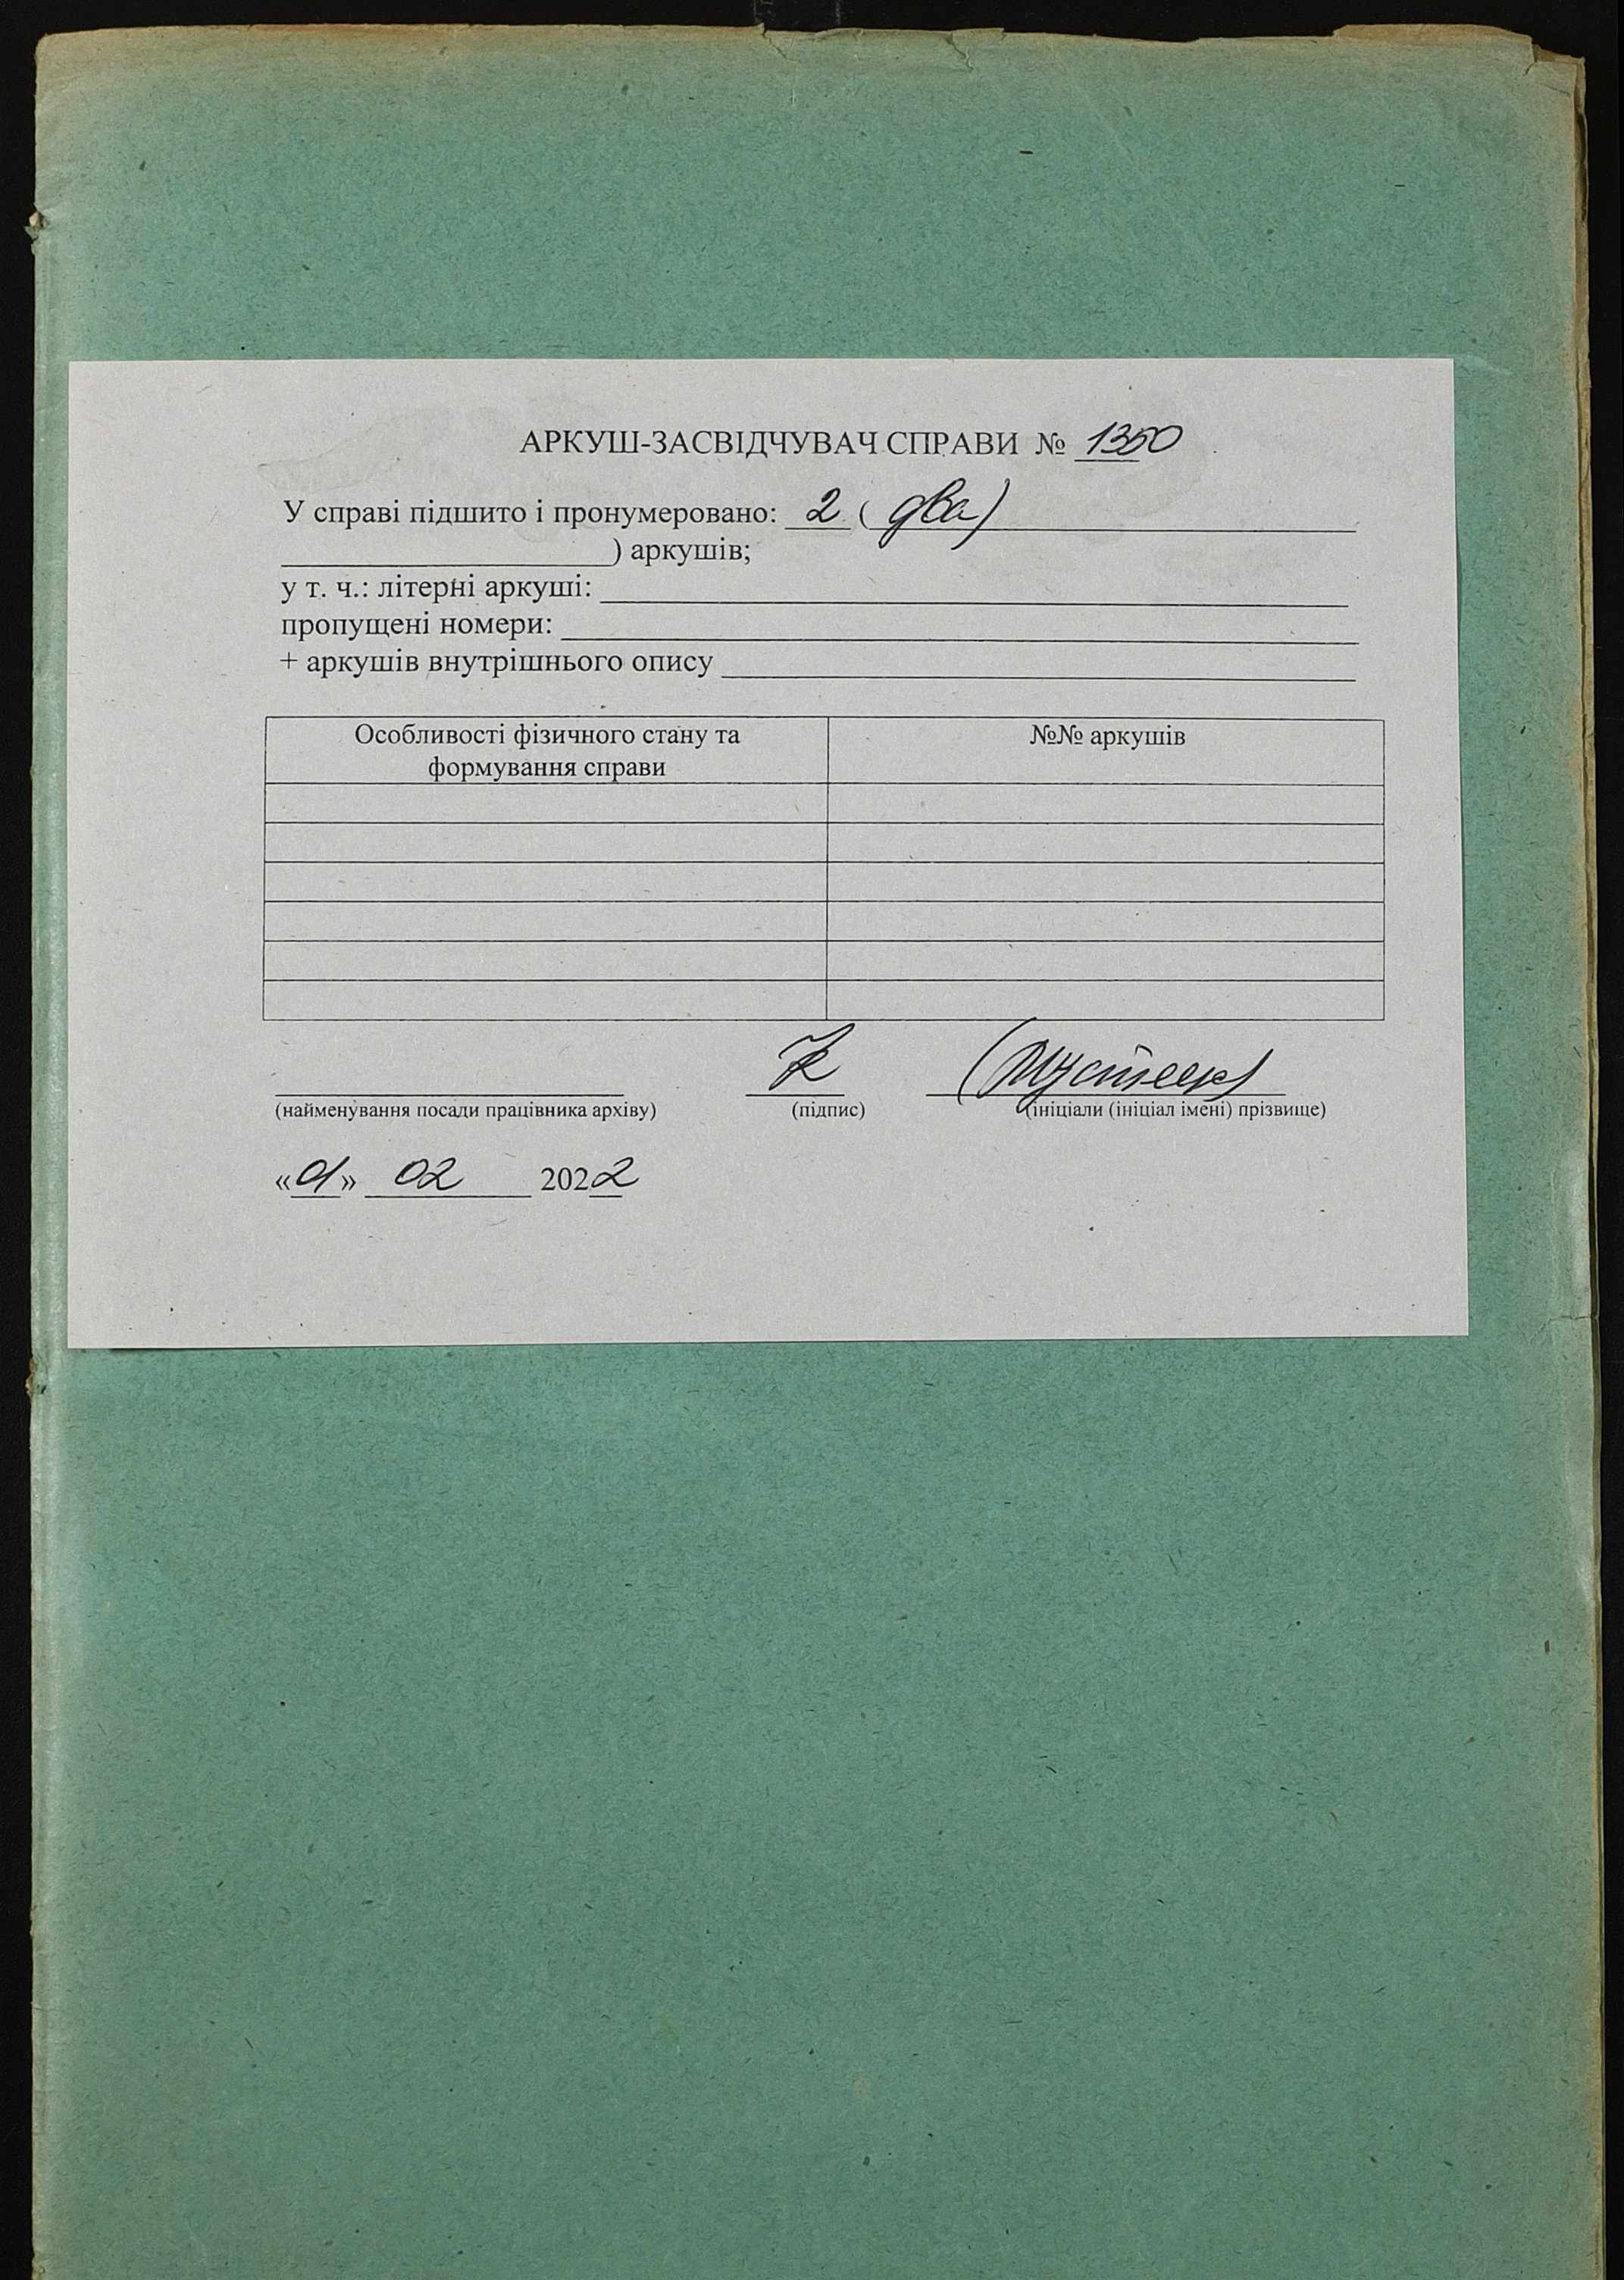 АРКУШ-ЗАСВІДЧУВАЧ СПРАВИ № 1350
У справі підшито і пронумеровано: 2 ( два)
) аркушів;
у т. ч.: літерні аркуші:
пропущені номери:
+ аркушів внутрішнього опису
Особливості фізичного стану та
формування справи
№№ аркушів
(найменування посади працівника архіву) (підпис) (ініціали (ініціал імені) прізвище)
«01» 02 2022